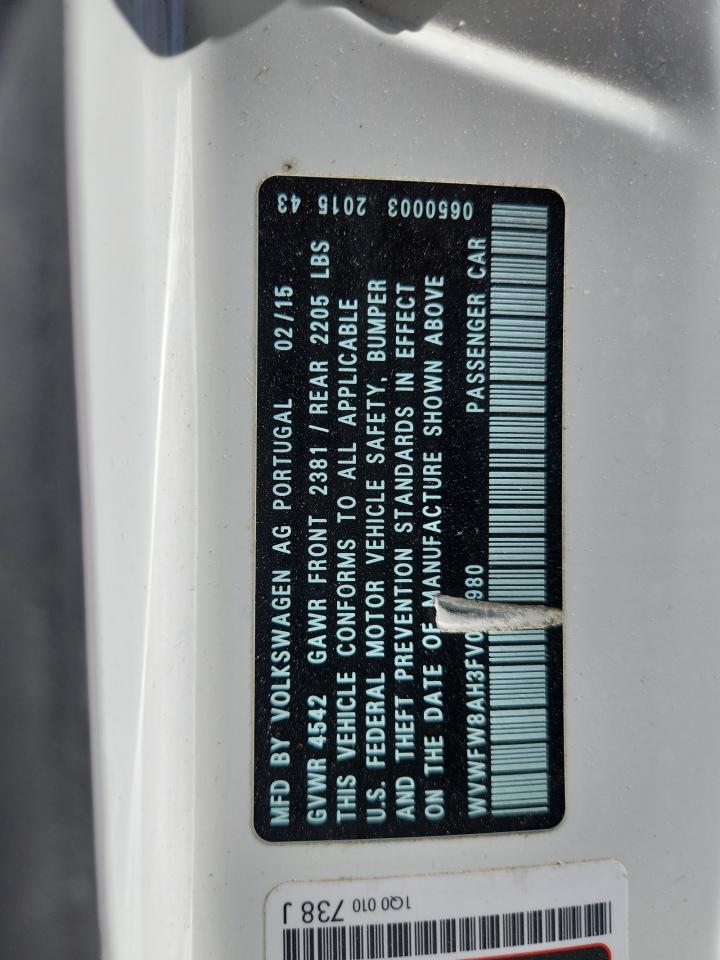 MFD BY VOLKSWAGEN AG PORTUGAL 02/15
GVWR 4542 GAWR FRONT 2381 / REAR 2205 LBS
THIS VEHICLE CONFORMS TO ALL APPLICABLE
U.S. FEDERAL MOTOR VEHICLE SAFETY, BUMPER
AND THEFT PREVENTION STANDARDS IN EFFECT
ON THE DATE OF MANUFACTURE SHOWN ABOVE
PASSENGER CAR
2015 43
0650003
1Q0 010 738 J